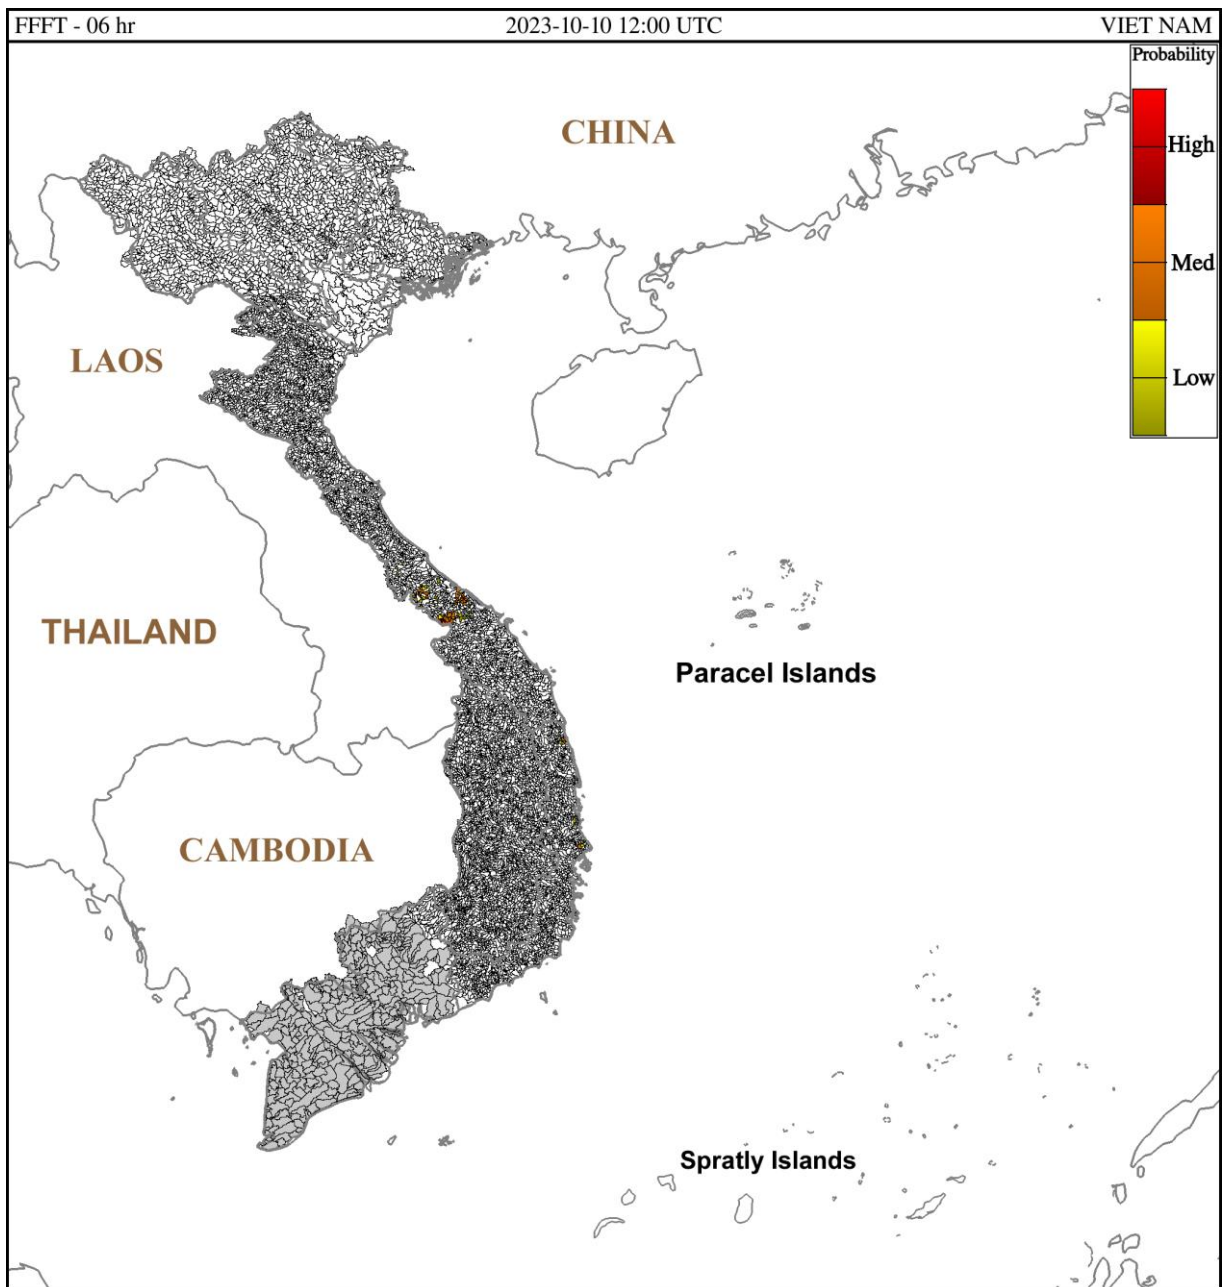 FFFT - 06 hr 2023-10-10 12:00 UTC VIET NAM
Probability
High
Med
Low
CHINA
LAOS
THAILAND
Paracel Islands
CAMBODIA
Spratly Islands